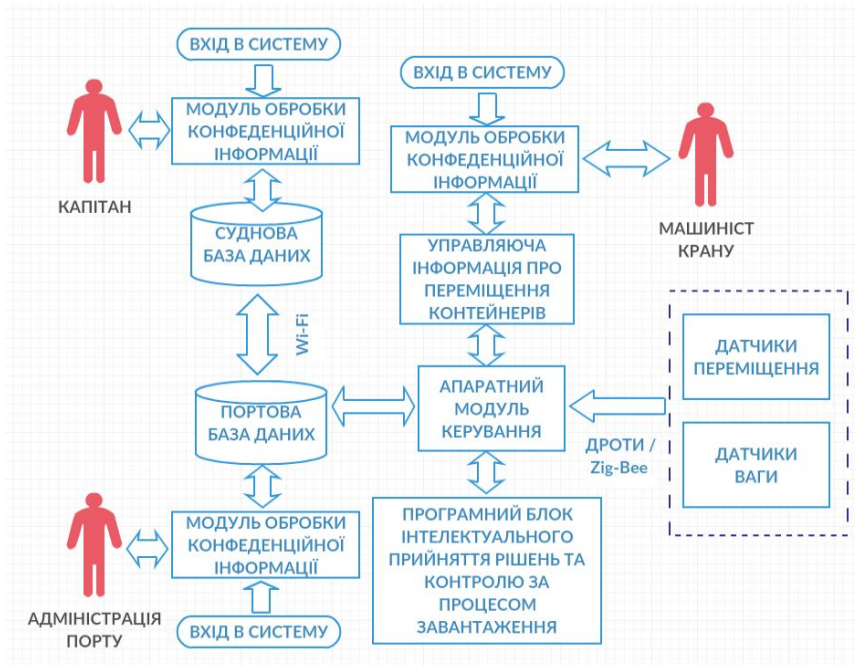 ВХІД В СИСТЕМУ
МОДУЛЬ ОБРОБКИ
КОНФЕДЕНЦІЙНОЇ
ІНФОРМАЦІЇ
КАПІТАН
СУДНОВА
БАЗА ДАНИХ
Wi-Fi
ПОРТОВА
БАЗА ДАНИХ
МОДУЛЬ ОБРОБКИ
КОНФЕДЕНЦІЙНОЇ
ІНФОРМАЦІЇ
АДМІНІСТРАЦІЯ
ПОРТУ
ВХІД В СИСТЕМУ
ВХІД В СИСТЕМУ
МОДУЛЬ ОБРОБКИ
КОНФЕДЕНЦІЙНОЇ
ІНФОРМАЦІЇ
МАШИНІСТ
КРАНУ
УПРАВЛЯЮЧА
ІНФОРМАЦІЯ ПРО
ПЕРЕМІЩЕННЯ
КОНТЕЙНЕРІВ
АПАРАТНИЙ
МОДУЛЬ
КЕРУВАННЯ
ДАТЧИКИ
ПЕРЕМІЩЕННЯ
ДАТЧИКИ
ВАГИ
ДРОТИ /
Zig-Bee
ПРОГРАМНИЙ БЛОК
ІНТЕЛЕКТУАЛЬНОГО
ПРИЙНЯТТЯ РІШЕНЬ ТА
КОНТРОЛЮ ЗА
ПРОЦЕСОМ
ЗАВАНТАЖЕННЯ